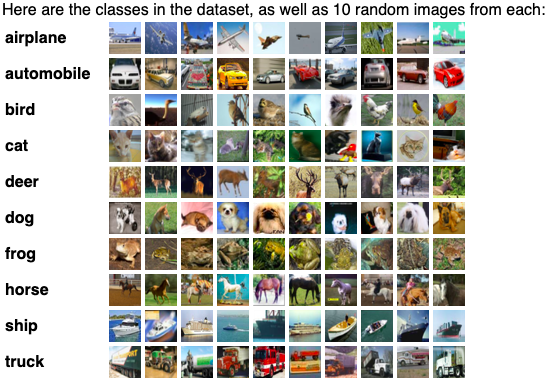 Here are the classes in the dataset, as well as 10 random images from each:
airplane
automobile
bird
cat
deer
dog
frog
horse
ship
truck